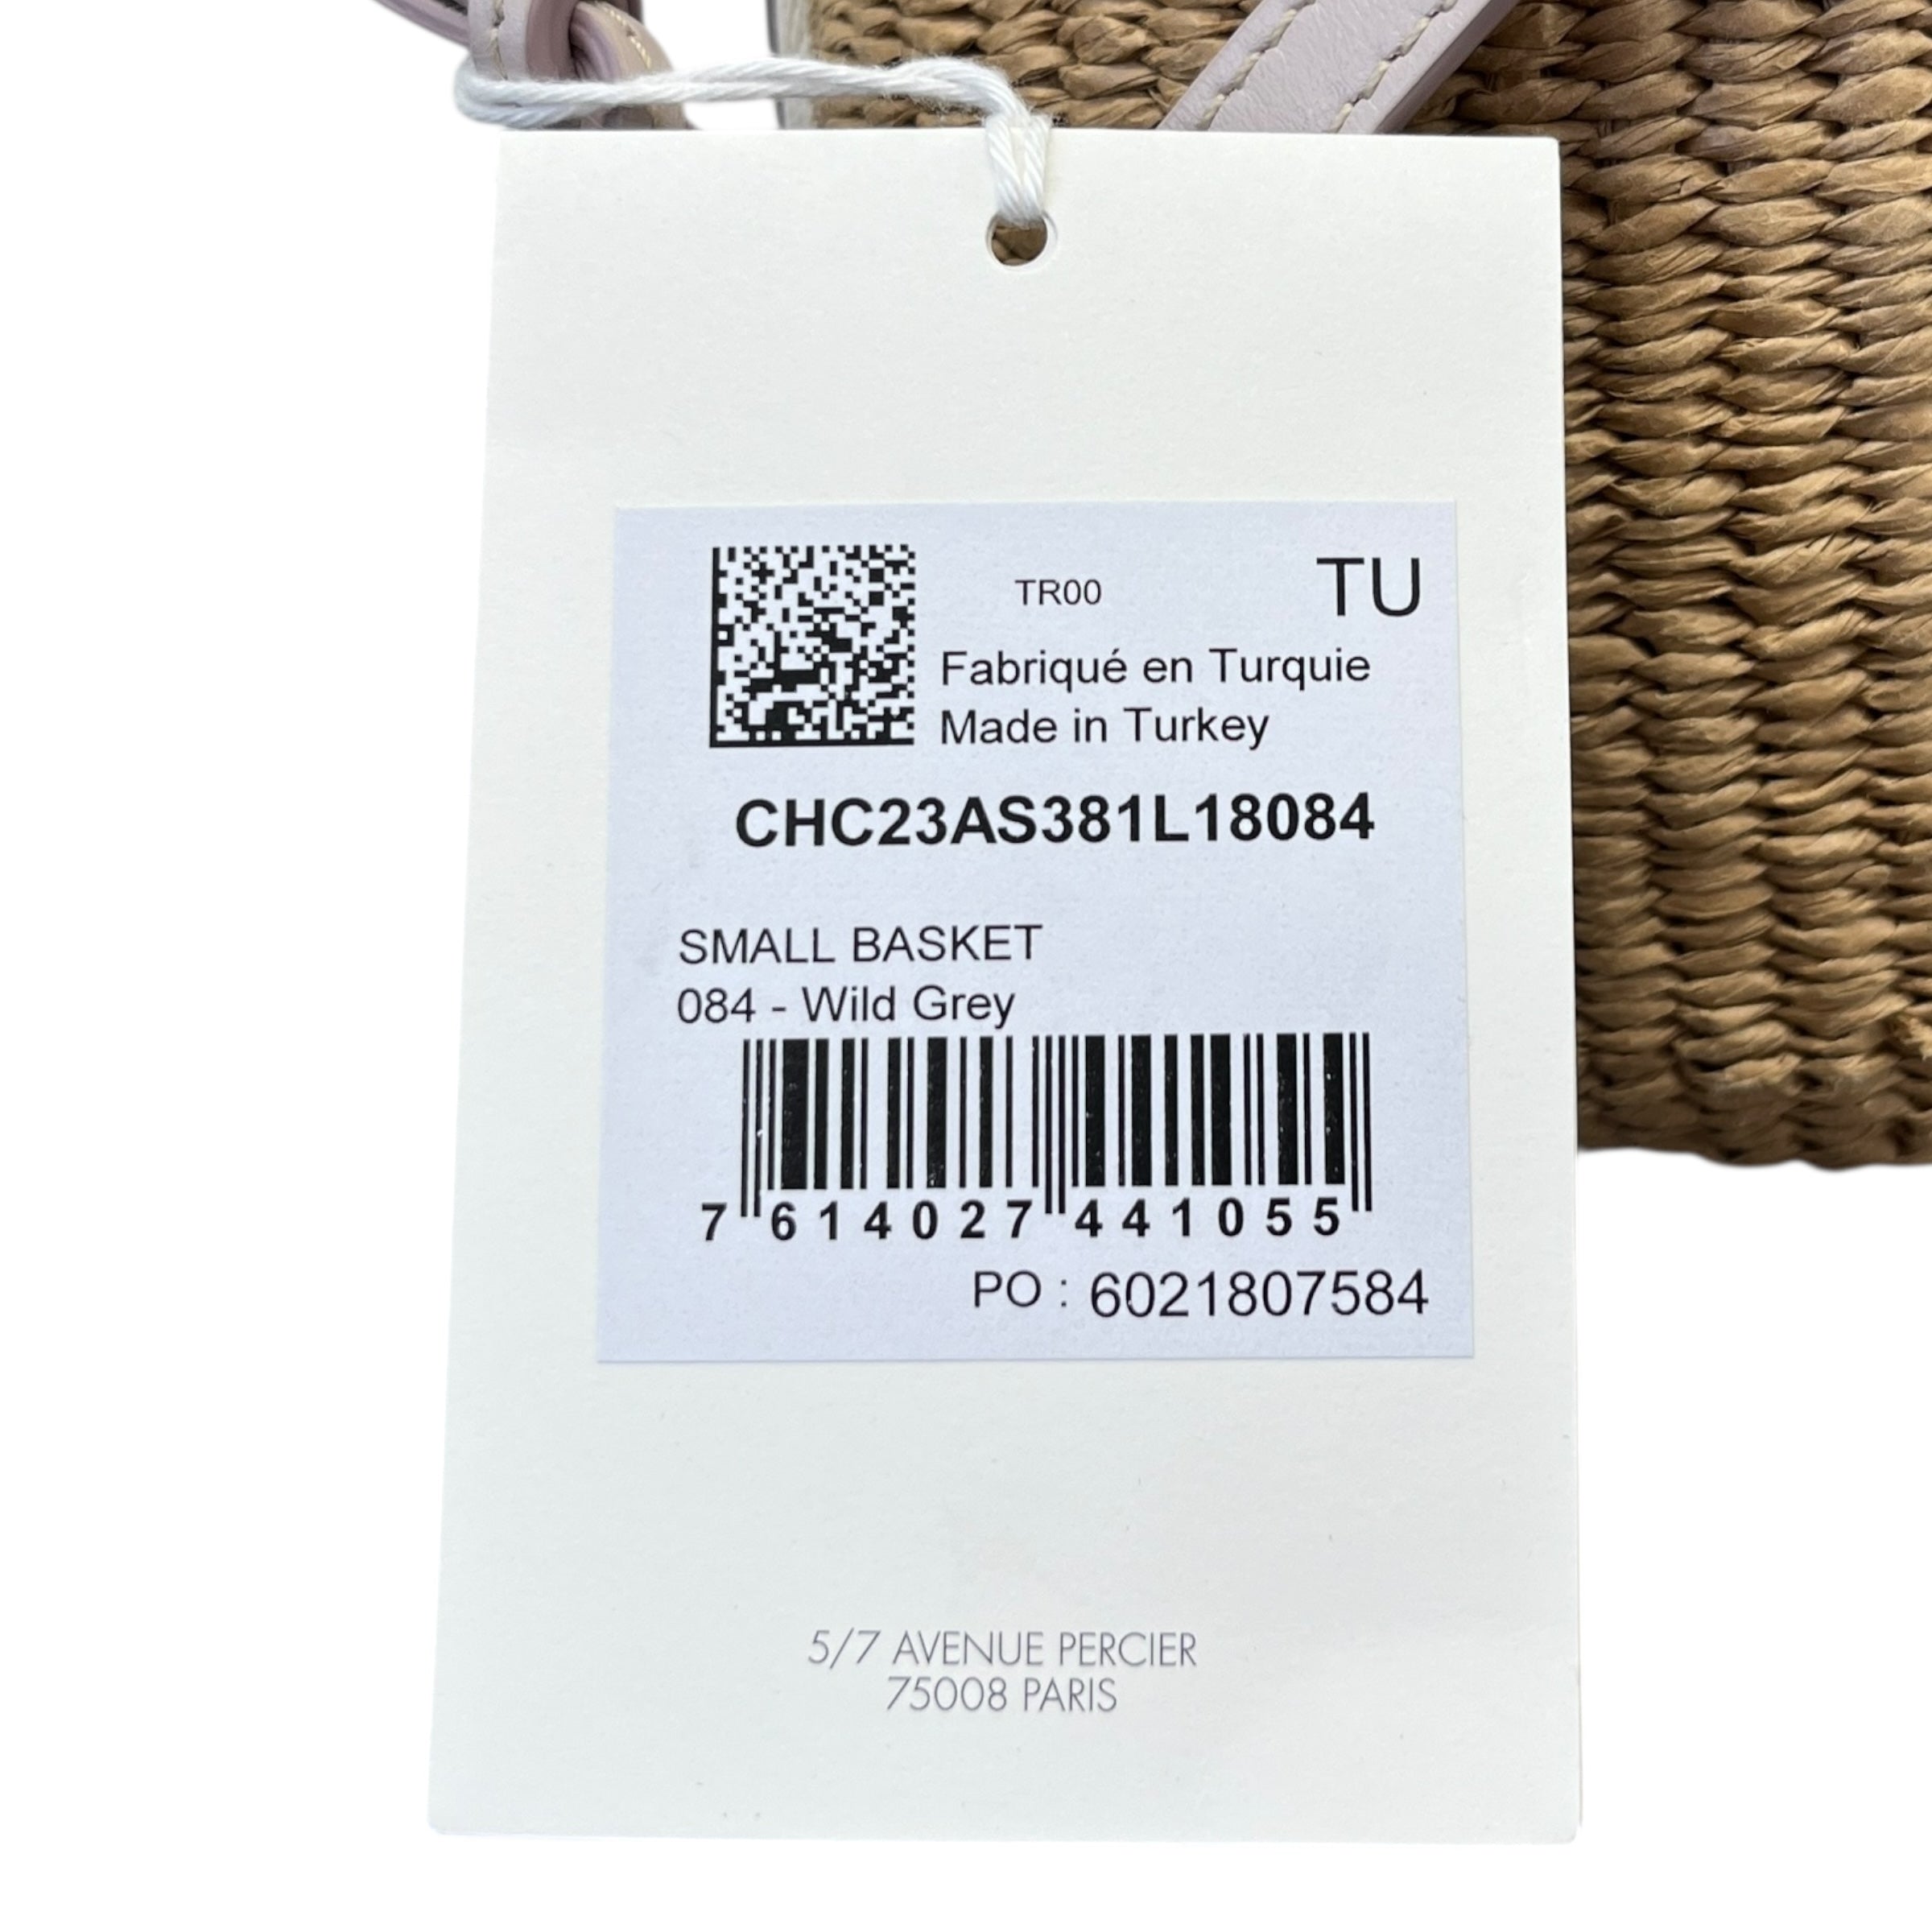 TR00 TU
Fabriqué en Turquie
Made in Turkey
CHC23AS381L18084
SMALL BASKET
084 - Wild Grey
7 614027 441055
PO : 6021807584
5/7 AVENUE PERCIER
75008 PARIS